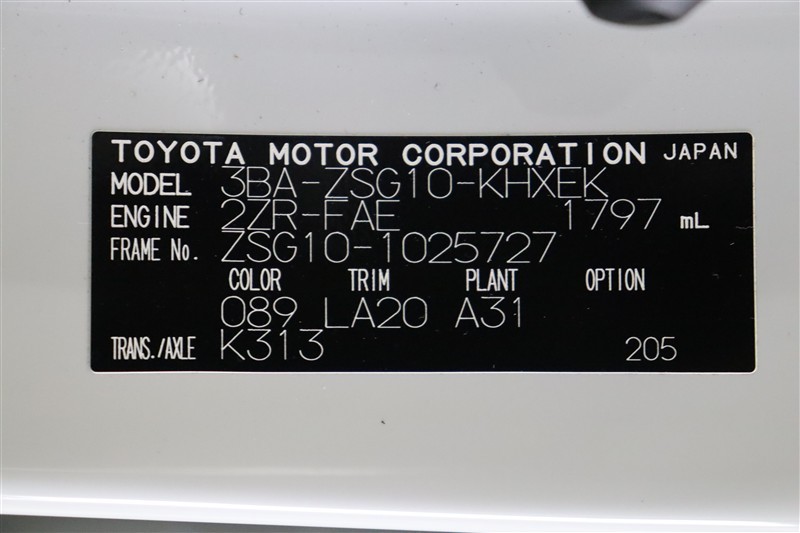 TOYOTA MOTOR CORPORATION JAPAN
MODEL 3BA-ZSG10-KHXEK
ENGINE 2ZR-FAE 1797 mL
FRAME No. ZSG10-1025727
COLOR TRIM PLANT OPTION
089 LA20 A31
TRANS./AXLE K313 205